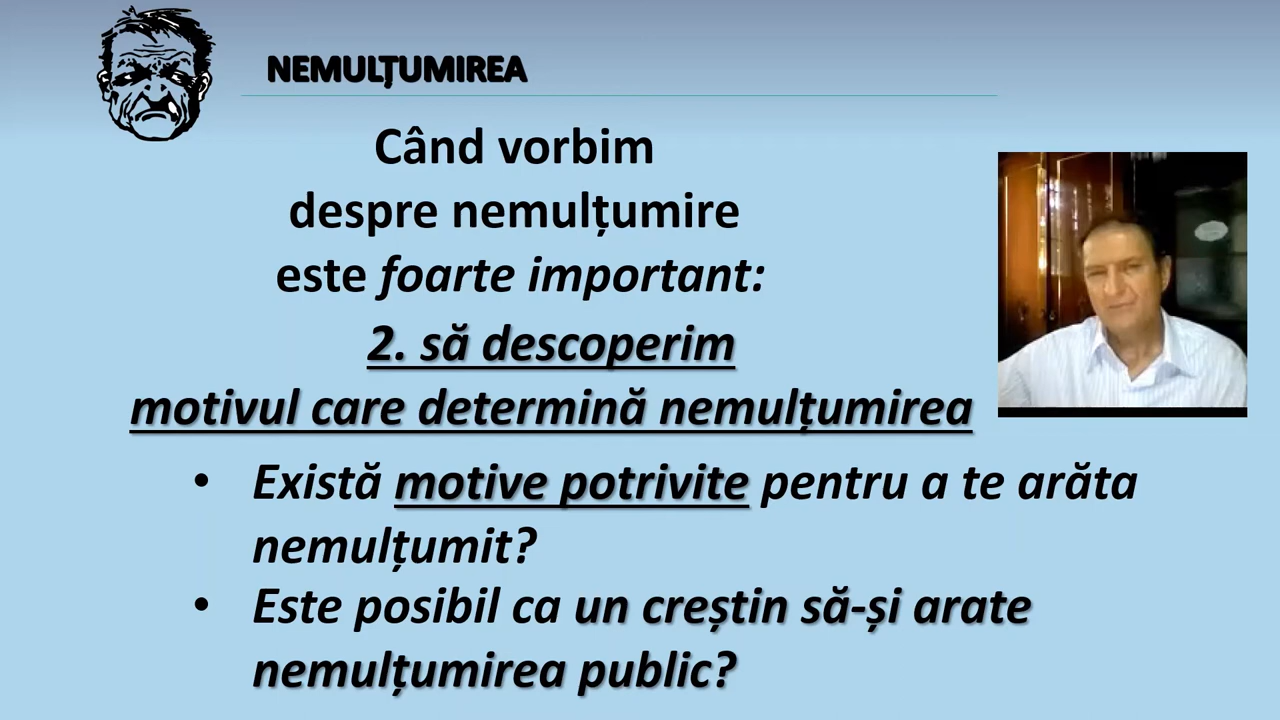 NEMULȚUMIREA
Când vorbim
despre nemulțumire
este foarte important:
2. să descoperim
motivul care determină nemulțumirea
• Există motive potrivite pentru a te arăta
nemulțumit?
• Este posibil ca un creștin să-și arate
nemulțumirea public?